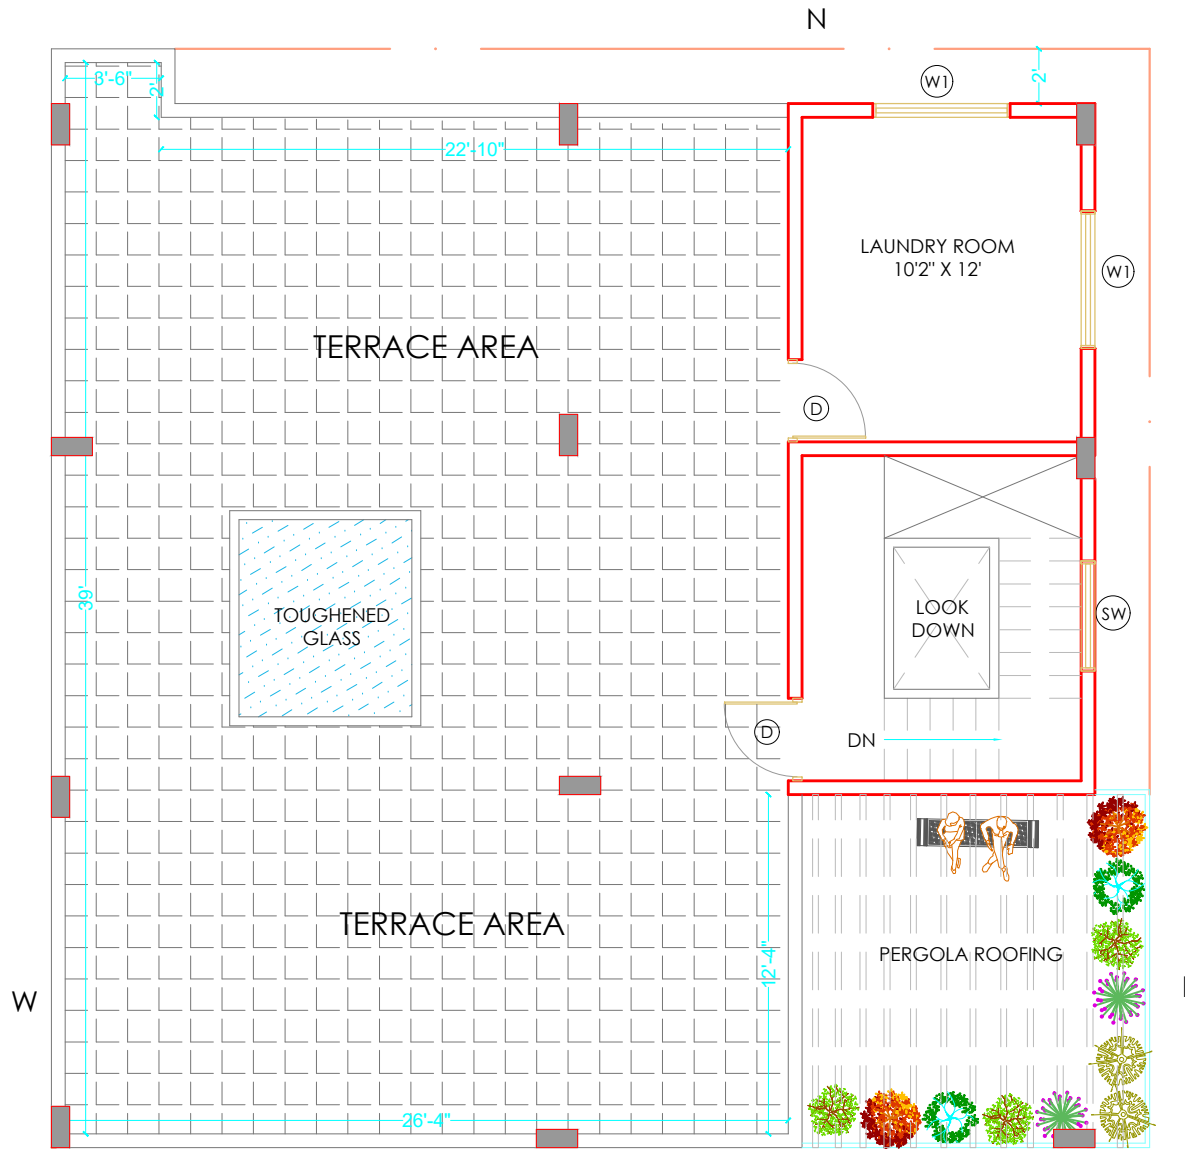 N
W1
2'
3'-6"
2'
22'-10"
LAUNDRY ROOM
10'2" X 12'
W1
TERRACE AREA
D
39'
TOUGHENED
GLASS
LOOK
DOWN
SW
D
DN
TERRACE AREA
12'-4"
PERGOLA ROOFING
W
26'-4"